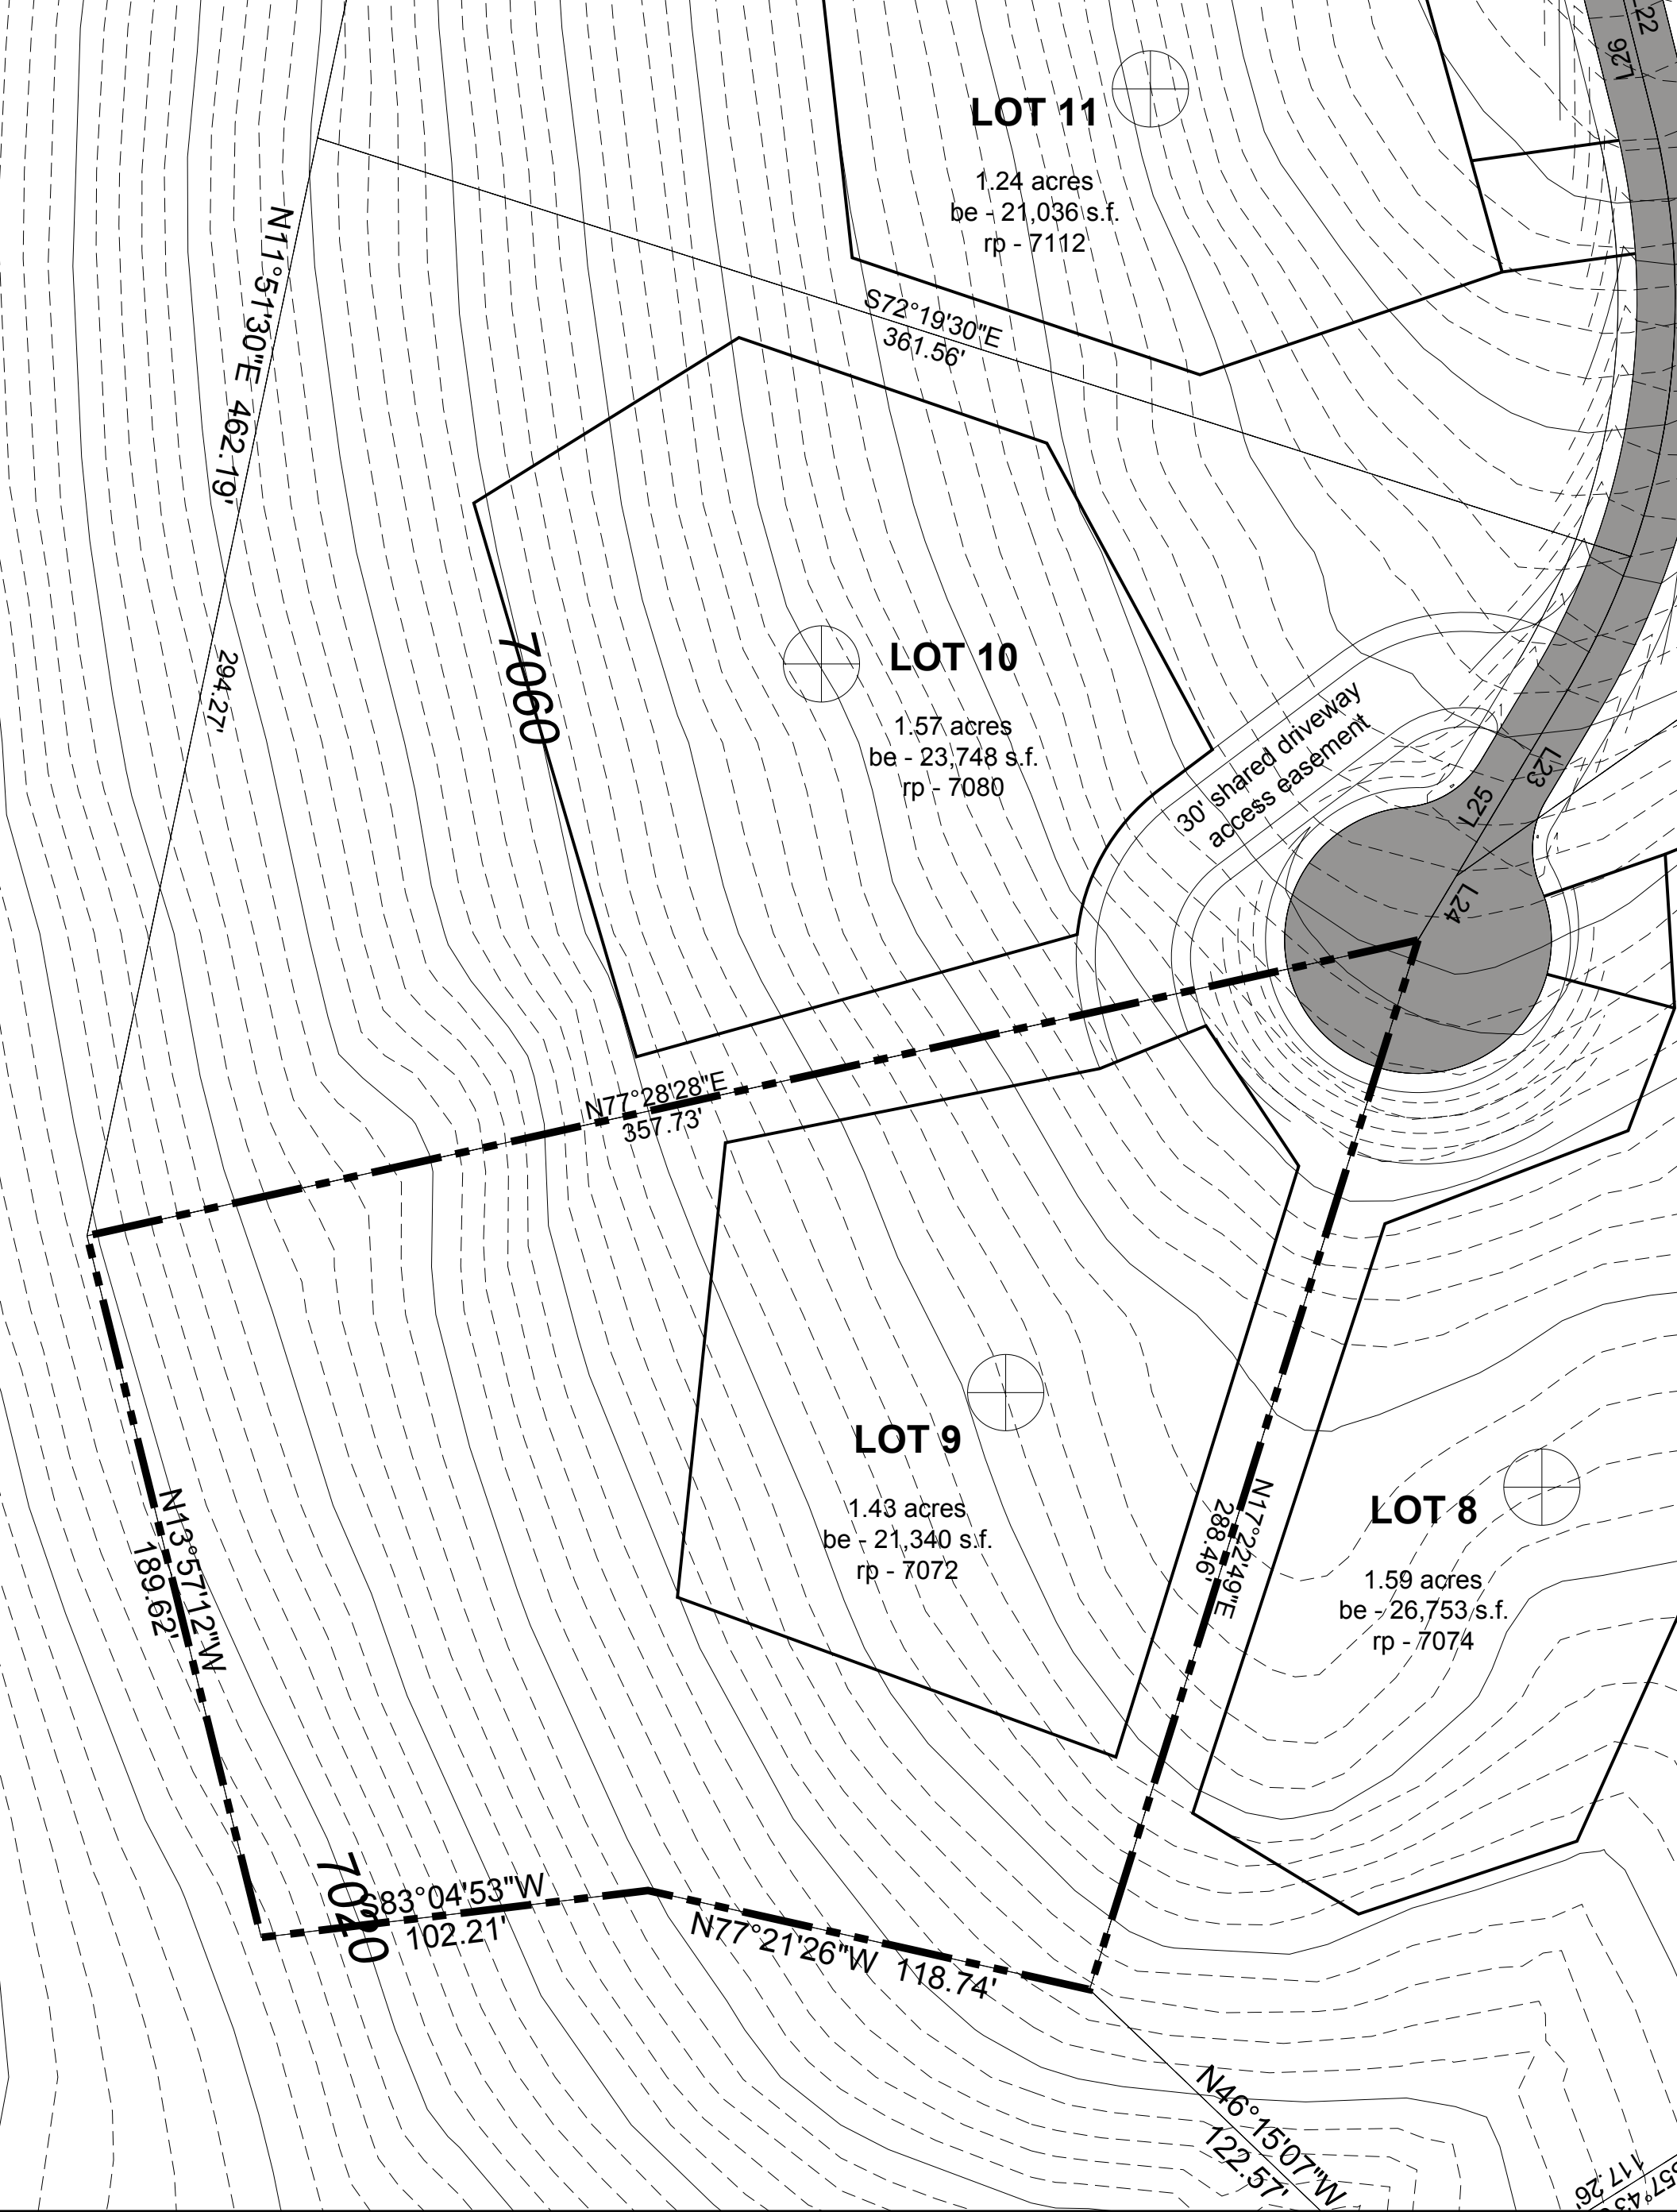 L22
L26
LOT 11
1.24 acres
be - 21,036 s.f.
rp - 7112
N11°51'30"E 462.19'
S72°19'30"E
361.56'
294.27'
7060
LOT 10
1.57 acres
be - 23,748 s.f.
rp - 7080
30' shared driveway
access easement
L23
L25
L24
N77°28'28"E
357.73'
LOT 9
1.43 acres
be - 21,340 s.f.
rp - 7072
N17°22'49"E
288.46'
LOT 8
1.59 acres
be - 26,753 s.f.
rp - 7074
N13°57'12"W
189.62'
S83°04'53"W
102.21'
N77°21'26"W 118.74'
N46°15'07"W
122.57'
117.26'